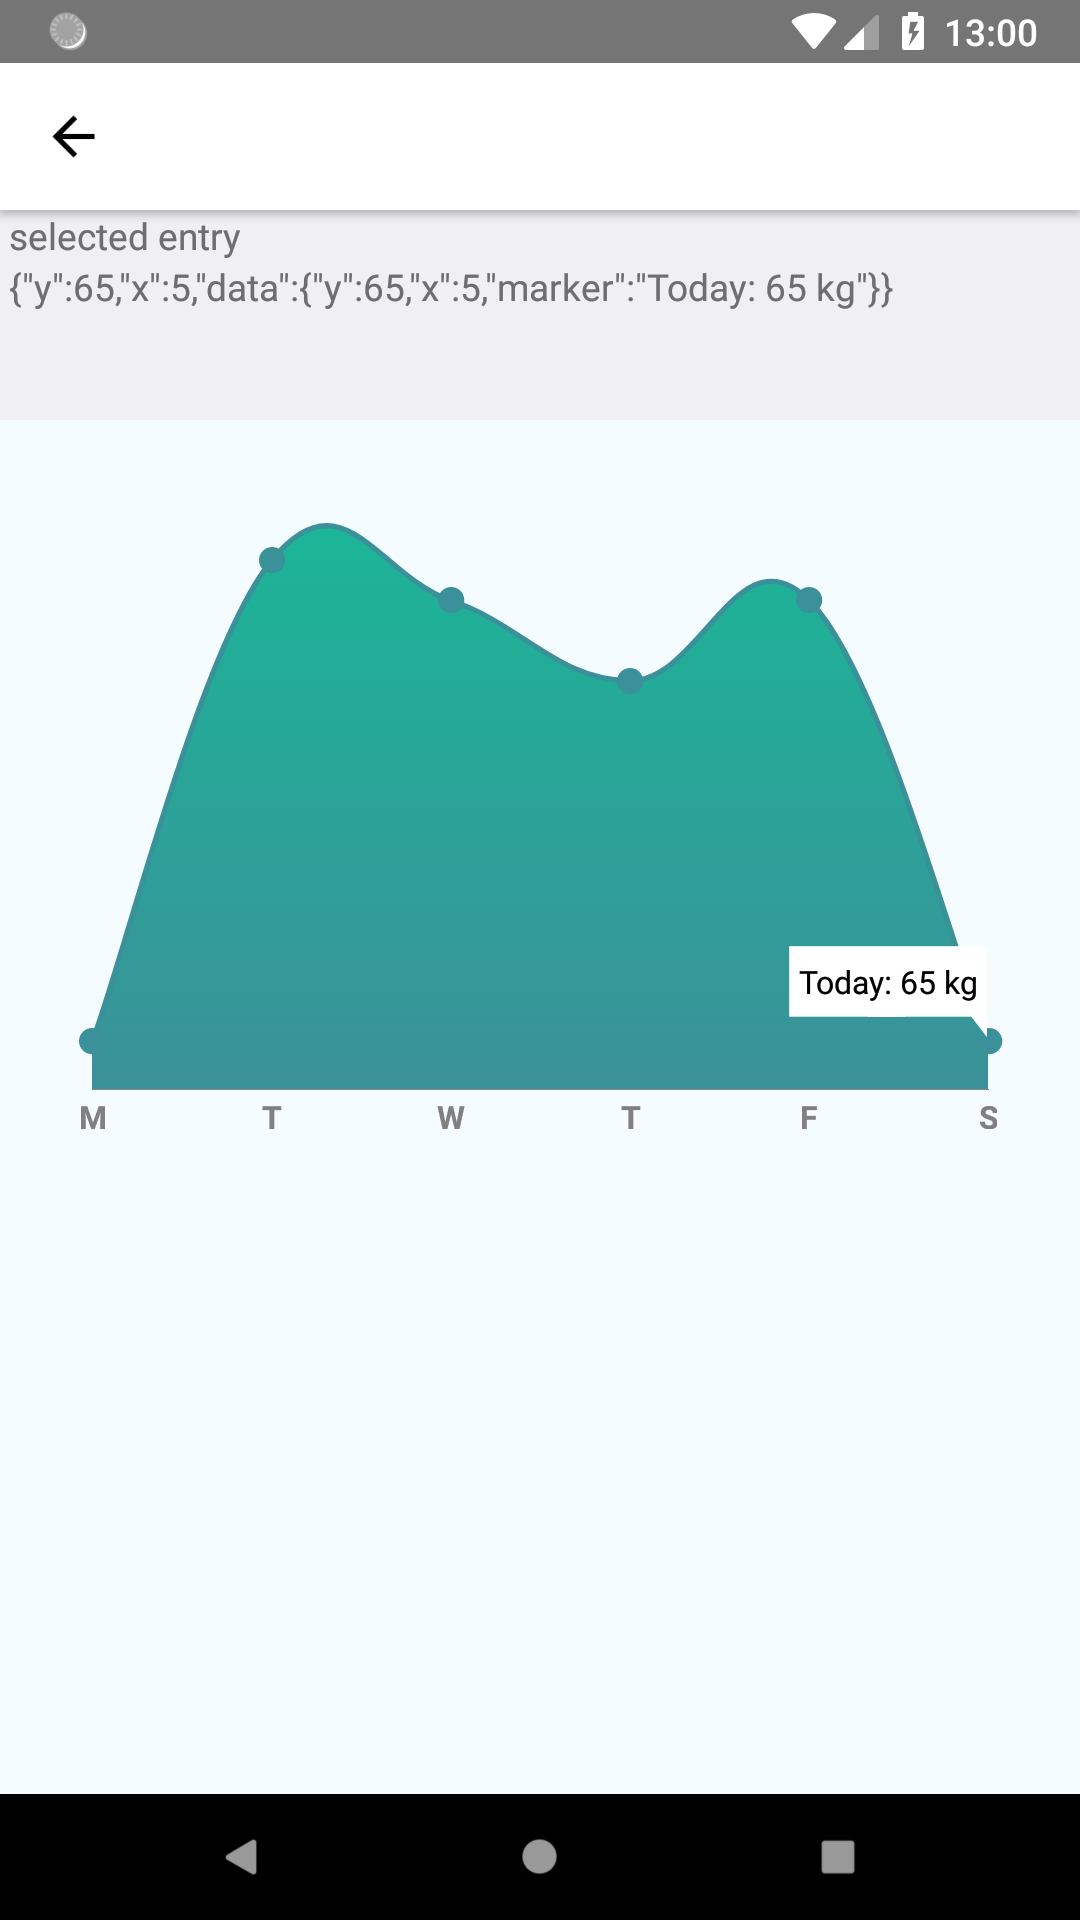 13:00
selected entry
{"y":65,"x":5,"data":{"y":65,"x":5,"marker":"Today: 65 kg"}}
Today: 65 kg
M T W T F S